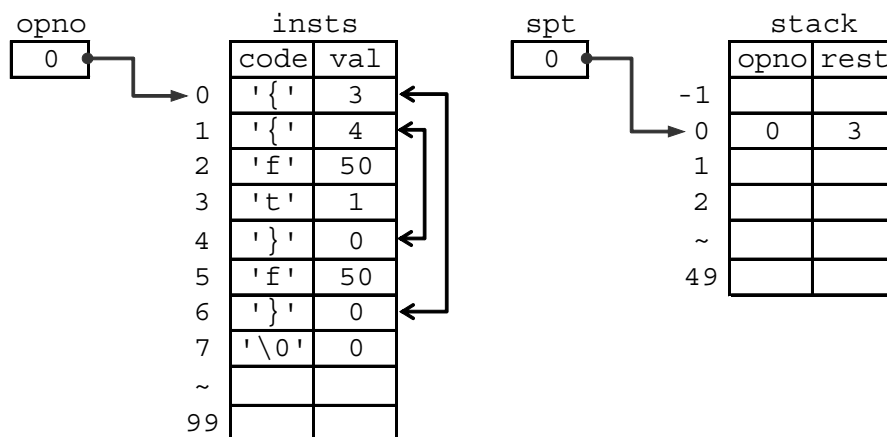 opno insts spt stack
0 code val 0 opno rest
0 '{' 3 -1
1 '{' 4 0 0 3
2 'f' 50 1
3 't' 1 2
4 '}' 0 ~
5 'f' 50 49
6 '}' 0
7 '\0' 0
~
99